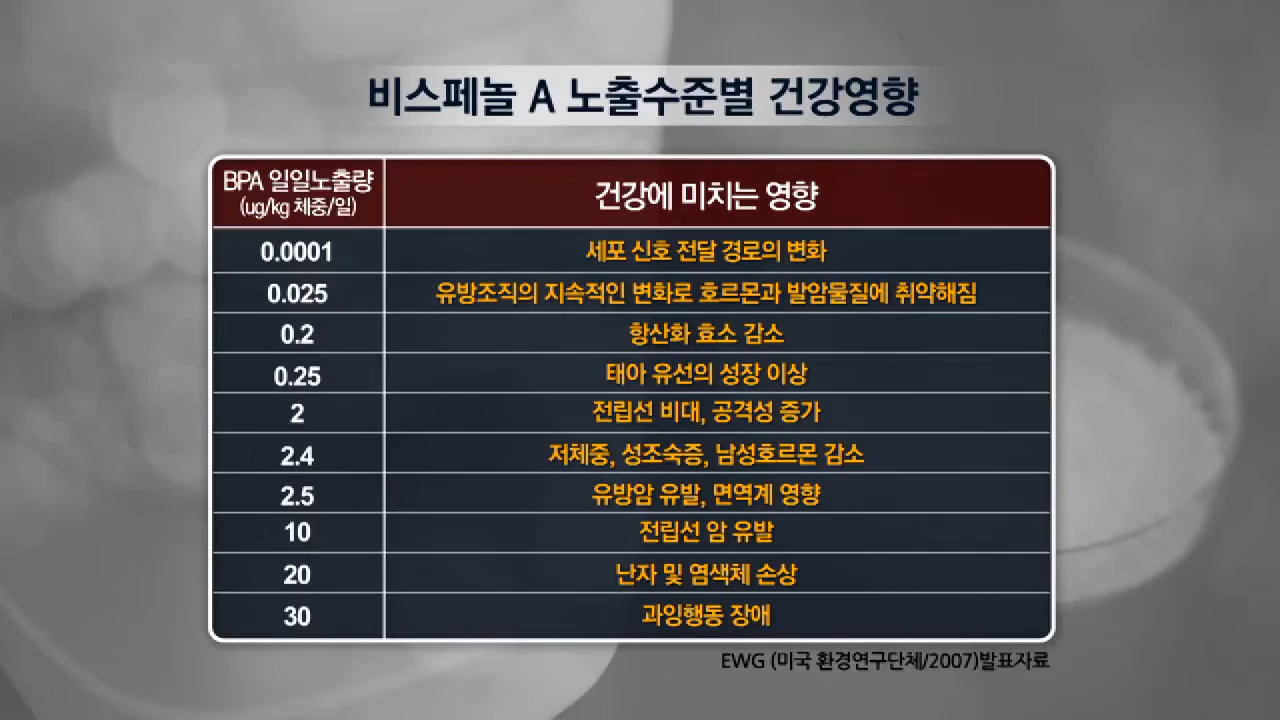 비스페놀 A 노출수준별 건강영향
BPA 일일노출량
(ug/kg 체중/일)
건강에 미치는 영향
0.0001 세포 신호 전달 경로의 변화
0.025 유방조직의 지속적인 변화로 호르몬과 발암물질에 취약해짐
0.2 항산화 효소 감소
0.25 태아 유선의 성장 이상
2 전립선 비대, 공격성 증가
2.4 저체중, 성조숙증, 남성호르몬 감소
2.5 유방암 유발, 면역계 영향
10 전립선 암 유발
20 난자 및 염색체 손상
30 과잉행동 장애
EWG (미국 환경연구단체/2007)발표자료